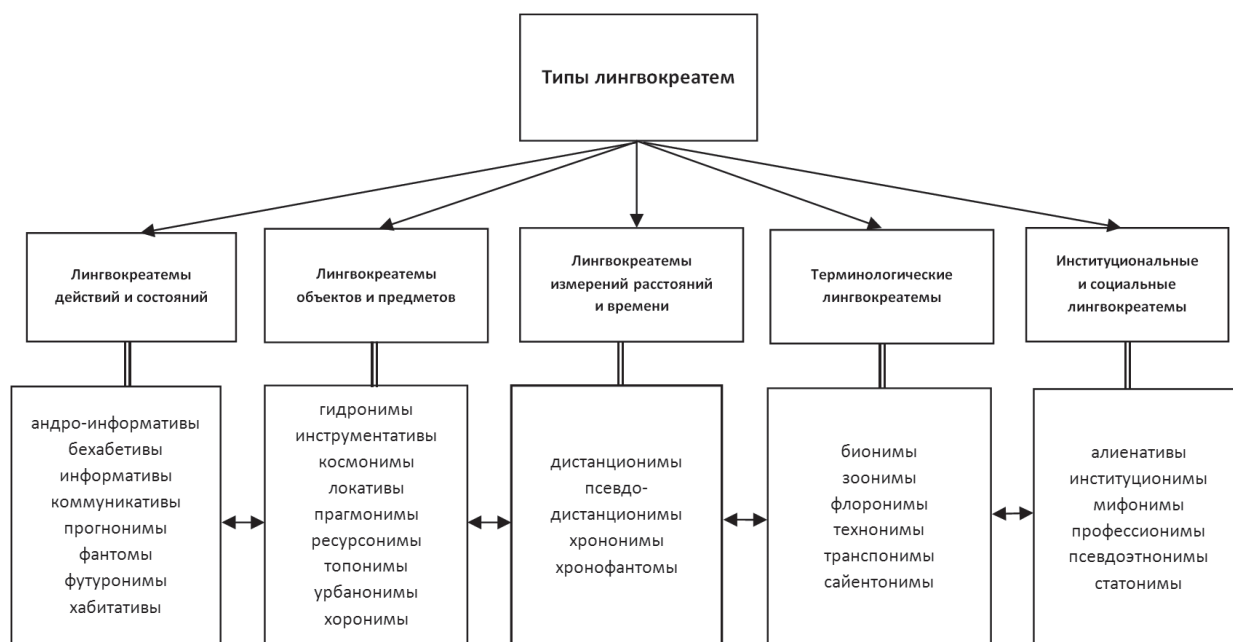 Типы лингвокреатем
Лингвокреатемы
действий и состояний
Лингвокреатемы
объектов и предметов
Лингвокреатемы
измерений расстояний
и времени
Терминологические
лингвокреатемы
Институциональные
и социальные
лингвокреатемы
андро-информативы
бехабетивы
информативы
коммуникативы
прогнонимы
фантомы
футуронимы
хабитативы
гидронимы
инструментативы
космонимы
локативы
прагмонимы
ресурсонимы
топонимы
урбанонимы
хоронимы
дистанционимы
псевдо-
дистанционимы
хрононимы
хронофантомы
бионимы
зоонимы
флоронимы
технонимы
транспонимы
сайентонимы
алиенативы
институционимы
мифонимы
профессионимы
псевдоэтнонимы
статонимы